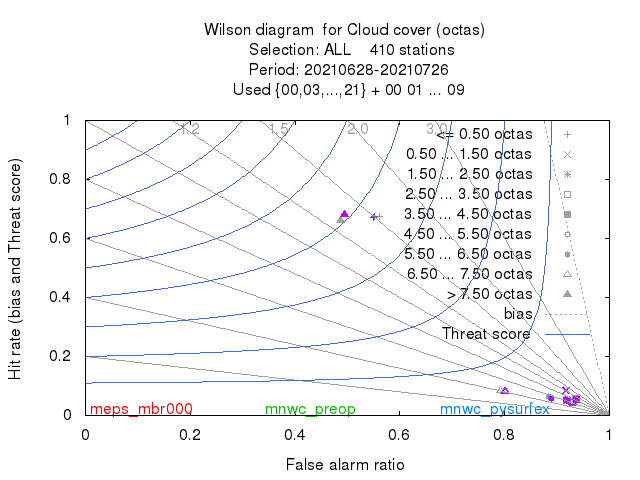 Wilson diagram for Cloud cover (octas)
Selection: ALL 410 stations
Period: 20210628-20210726
Used {00,03,...,21} + 00 01 ... 09
Hit rate (bias and Threat score)
1
0.8
0.6
0.4
0.2
0
1.2 1.5 2.0 3.0
<= 0.50 octas
0.50 ... 1.50 octas
1.50 ... 2.50 octas
2.50 ... 3.50 octas
3.50 ... 4.50 octas
4.50 ... 5.50 octas
5.50 ... 6.50 octas
6.50 ... 7.50 octas
> 7.50 octas
bias
Threat score
meps_mbr000 mnwc_preop mnwc_pysurfex
0 0.2 0.4 0.6 0.8 1
False alarm ratio